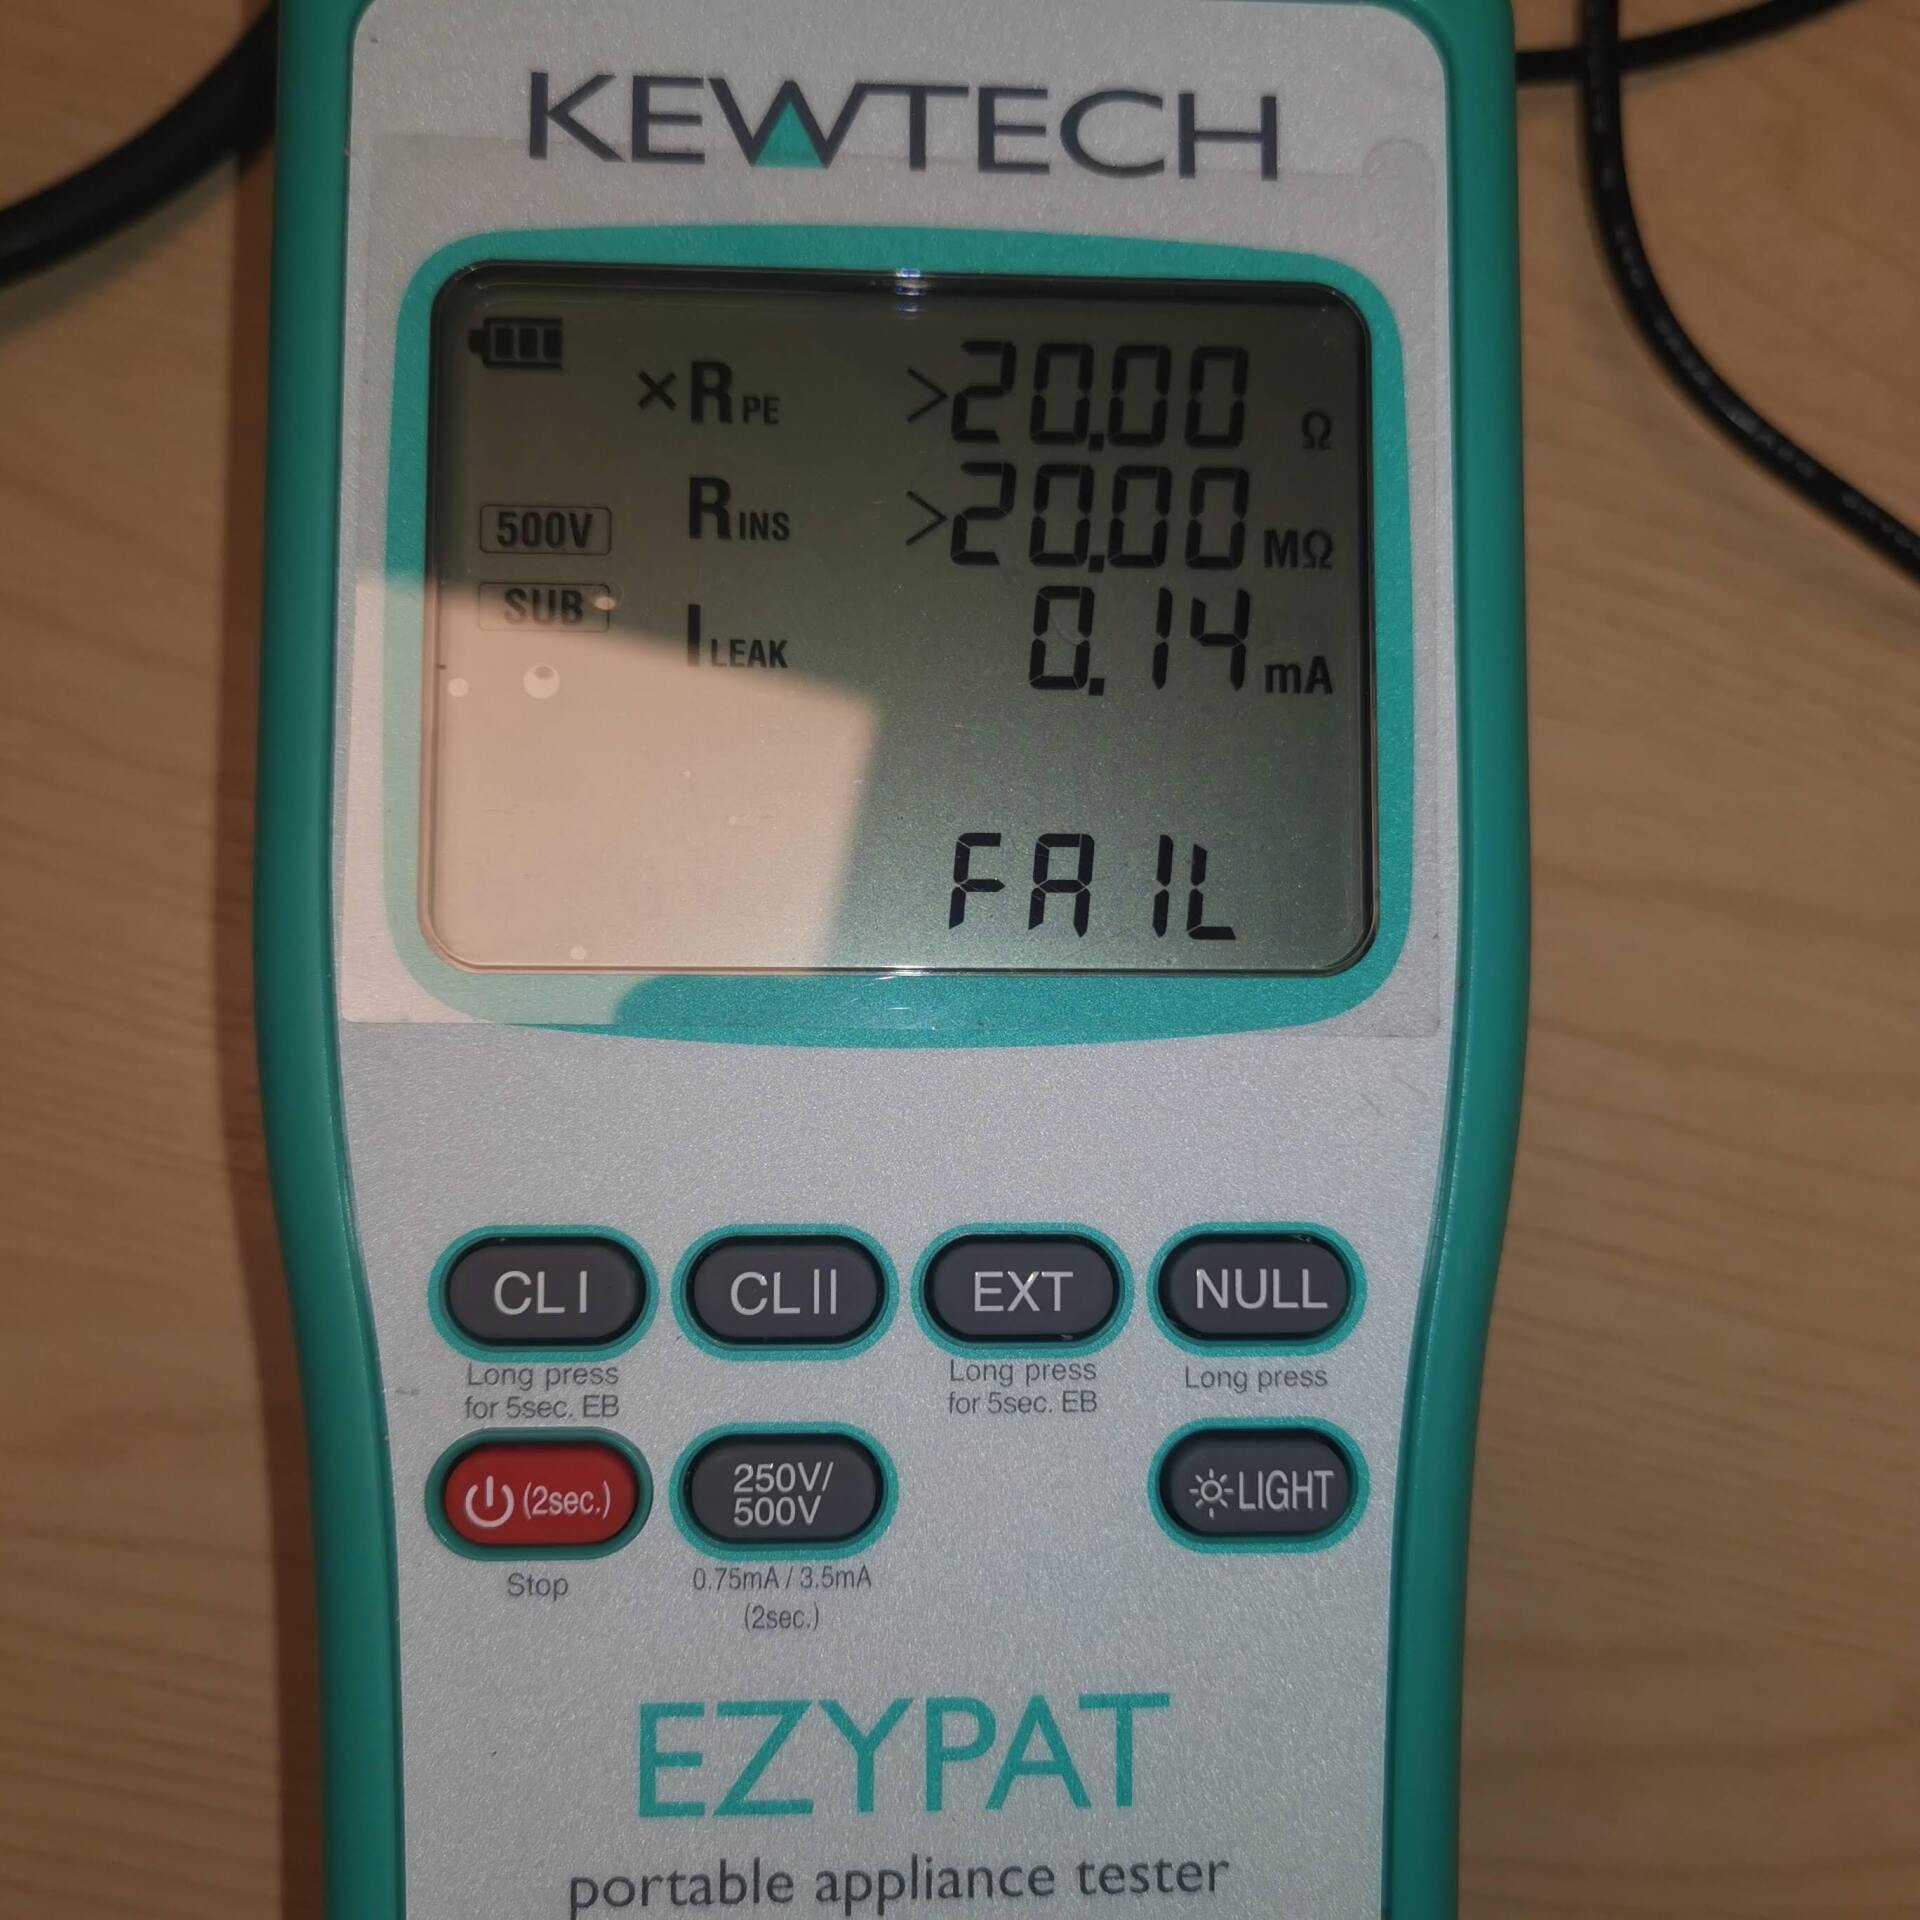 KEWTECH
×RPE >20.00 Ω
500V RINS >20.00 MΩ
SUB ILEAK 0.14 mA
FAIL
CL I CL II EXT NULL
Long press for 5sec. EB
Long press for 5sec. EB
Long press
(2sec.) 250V/500V LIGHT
Stop
0.75mA / 3.5mA
(2sec.)
EZYPAT
portable appliance tester